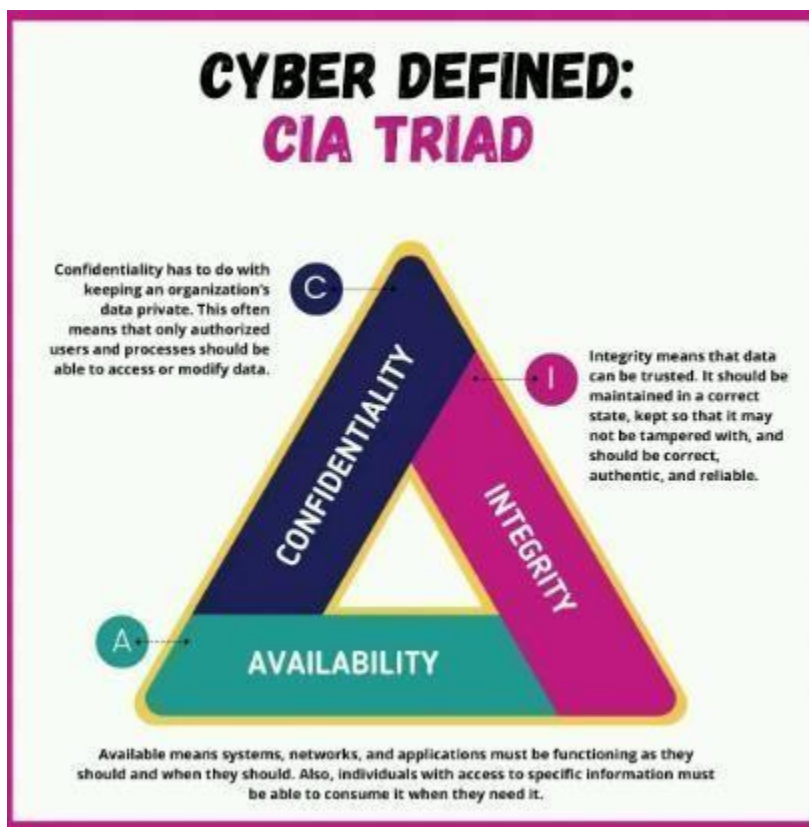 CYBER DEFINED:
CIA TRIAD
Confidentiality has to do with
keeping an organization's
data private. This often
means that only authorized
users and processes should be
able to access or modify data.
C
CONFIDENTIALITY
I
Integrity means that data
can be trusted. It should be
maintained in a correct
state, kept so that it may
not be tampered with, and
should be correct,
authentic, and reliable.
INTEGRITY
A
AVAILABILITY
Available means systems, networks, and applications must be functioning as they
should and when they should. Also, individuals with access to specific information must
be able to consume it when they need it.